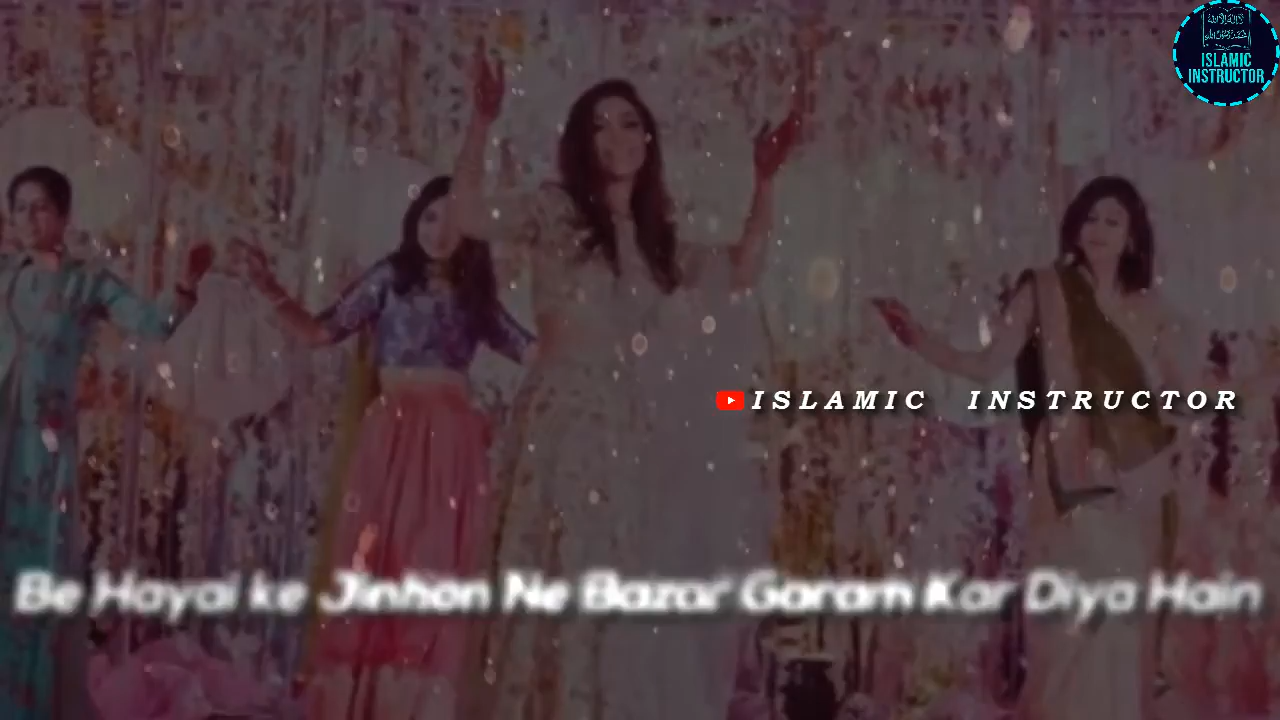 ISLAMIC
INSTRUCTOR
ISLAMIC INSTRUCTOR
Be Hayai ke Jinhon Ne Bazar Garam Kar Diya Hain